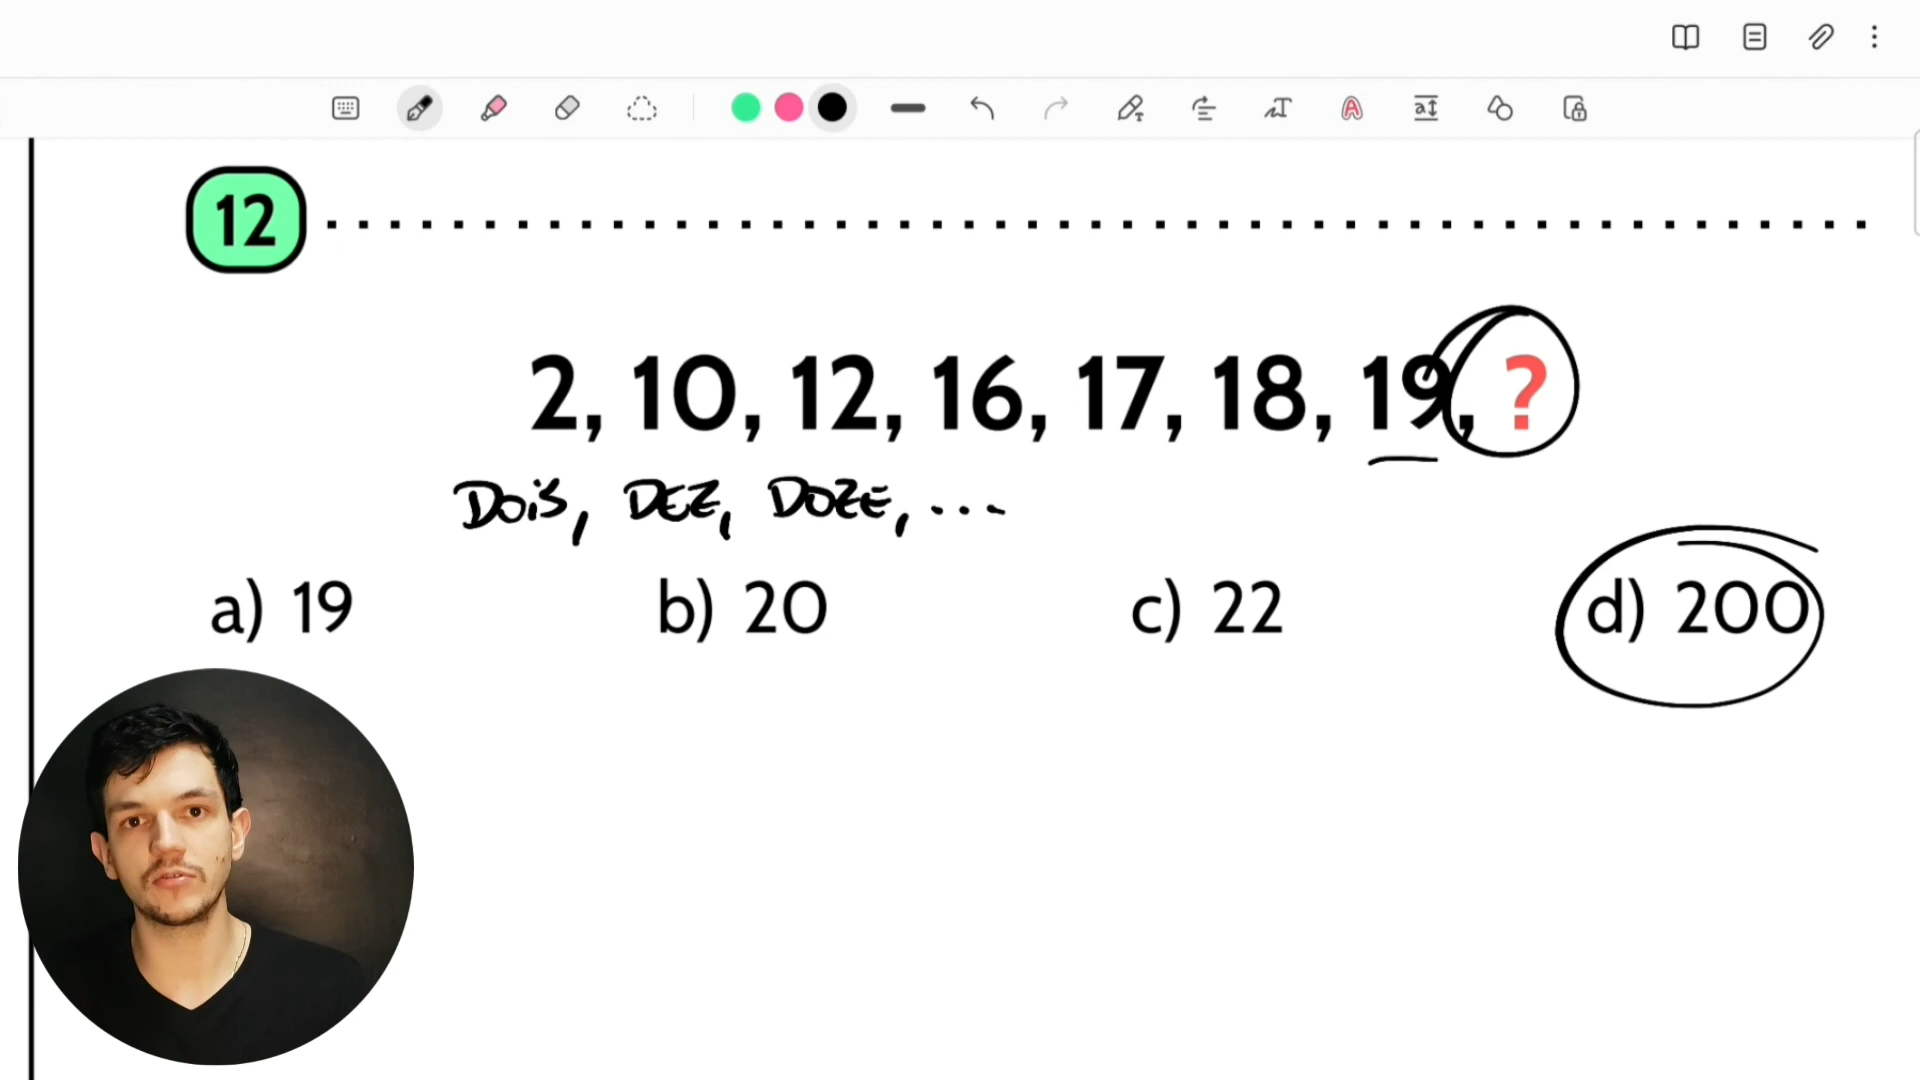 12
2, 10, 12, 16, 17, 18, 19, ?
DOiS, DEZ, DOZE, ...
a) 19 b) 20 c) 22 d) 200